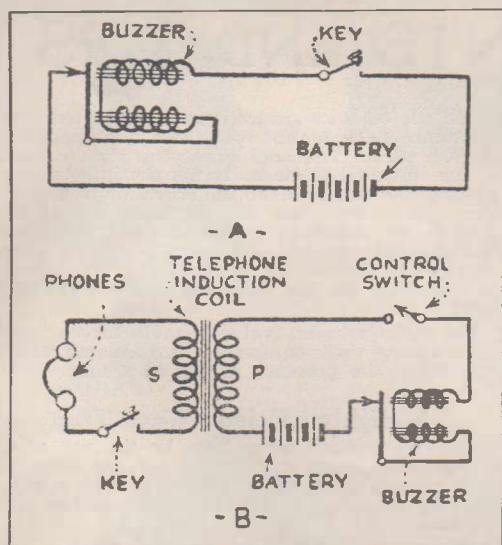 BUZZER
KEY
BATTERY
- A -
PHONES
TELEPHONE
INDUCTION
COIL
CONTROL
SWITCH
S
P
KEY
BATTERY
BUZZER
- B -